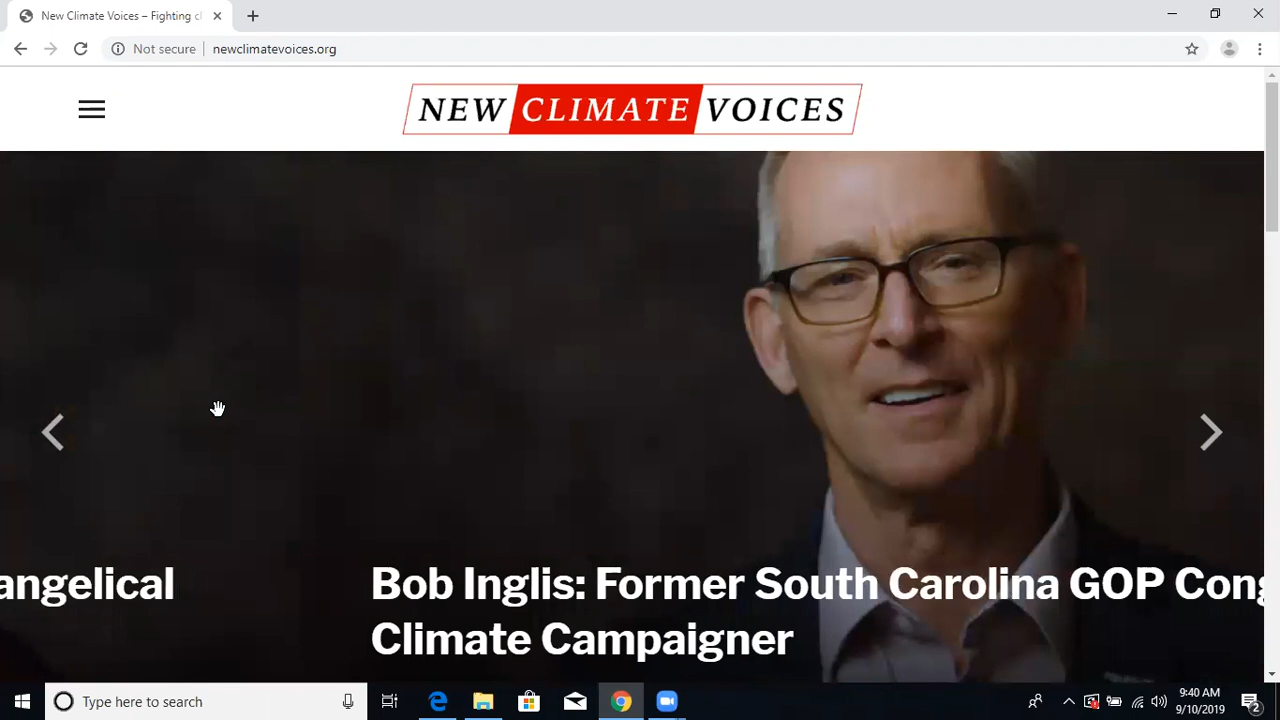 New Climate Voices – Fighting cl
Not secure
newclimatevoices.org
NEW CLIMATE VOICES
angelical
Bob Inglis: Former South Carolina GOP Cong
Climate Campaigner
Type here to search
9:40 AM
9/10/2019
2